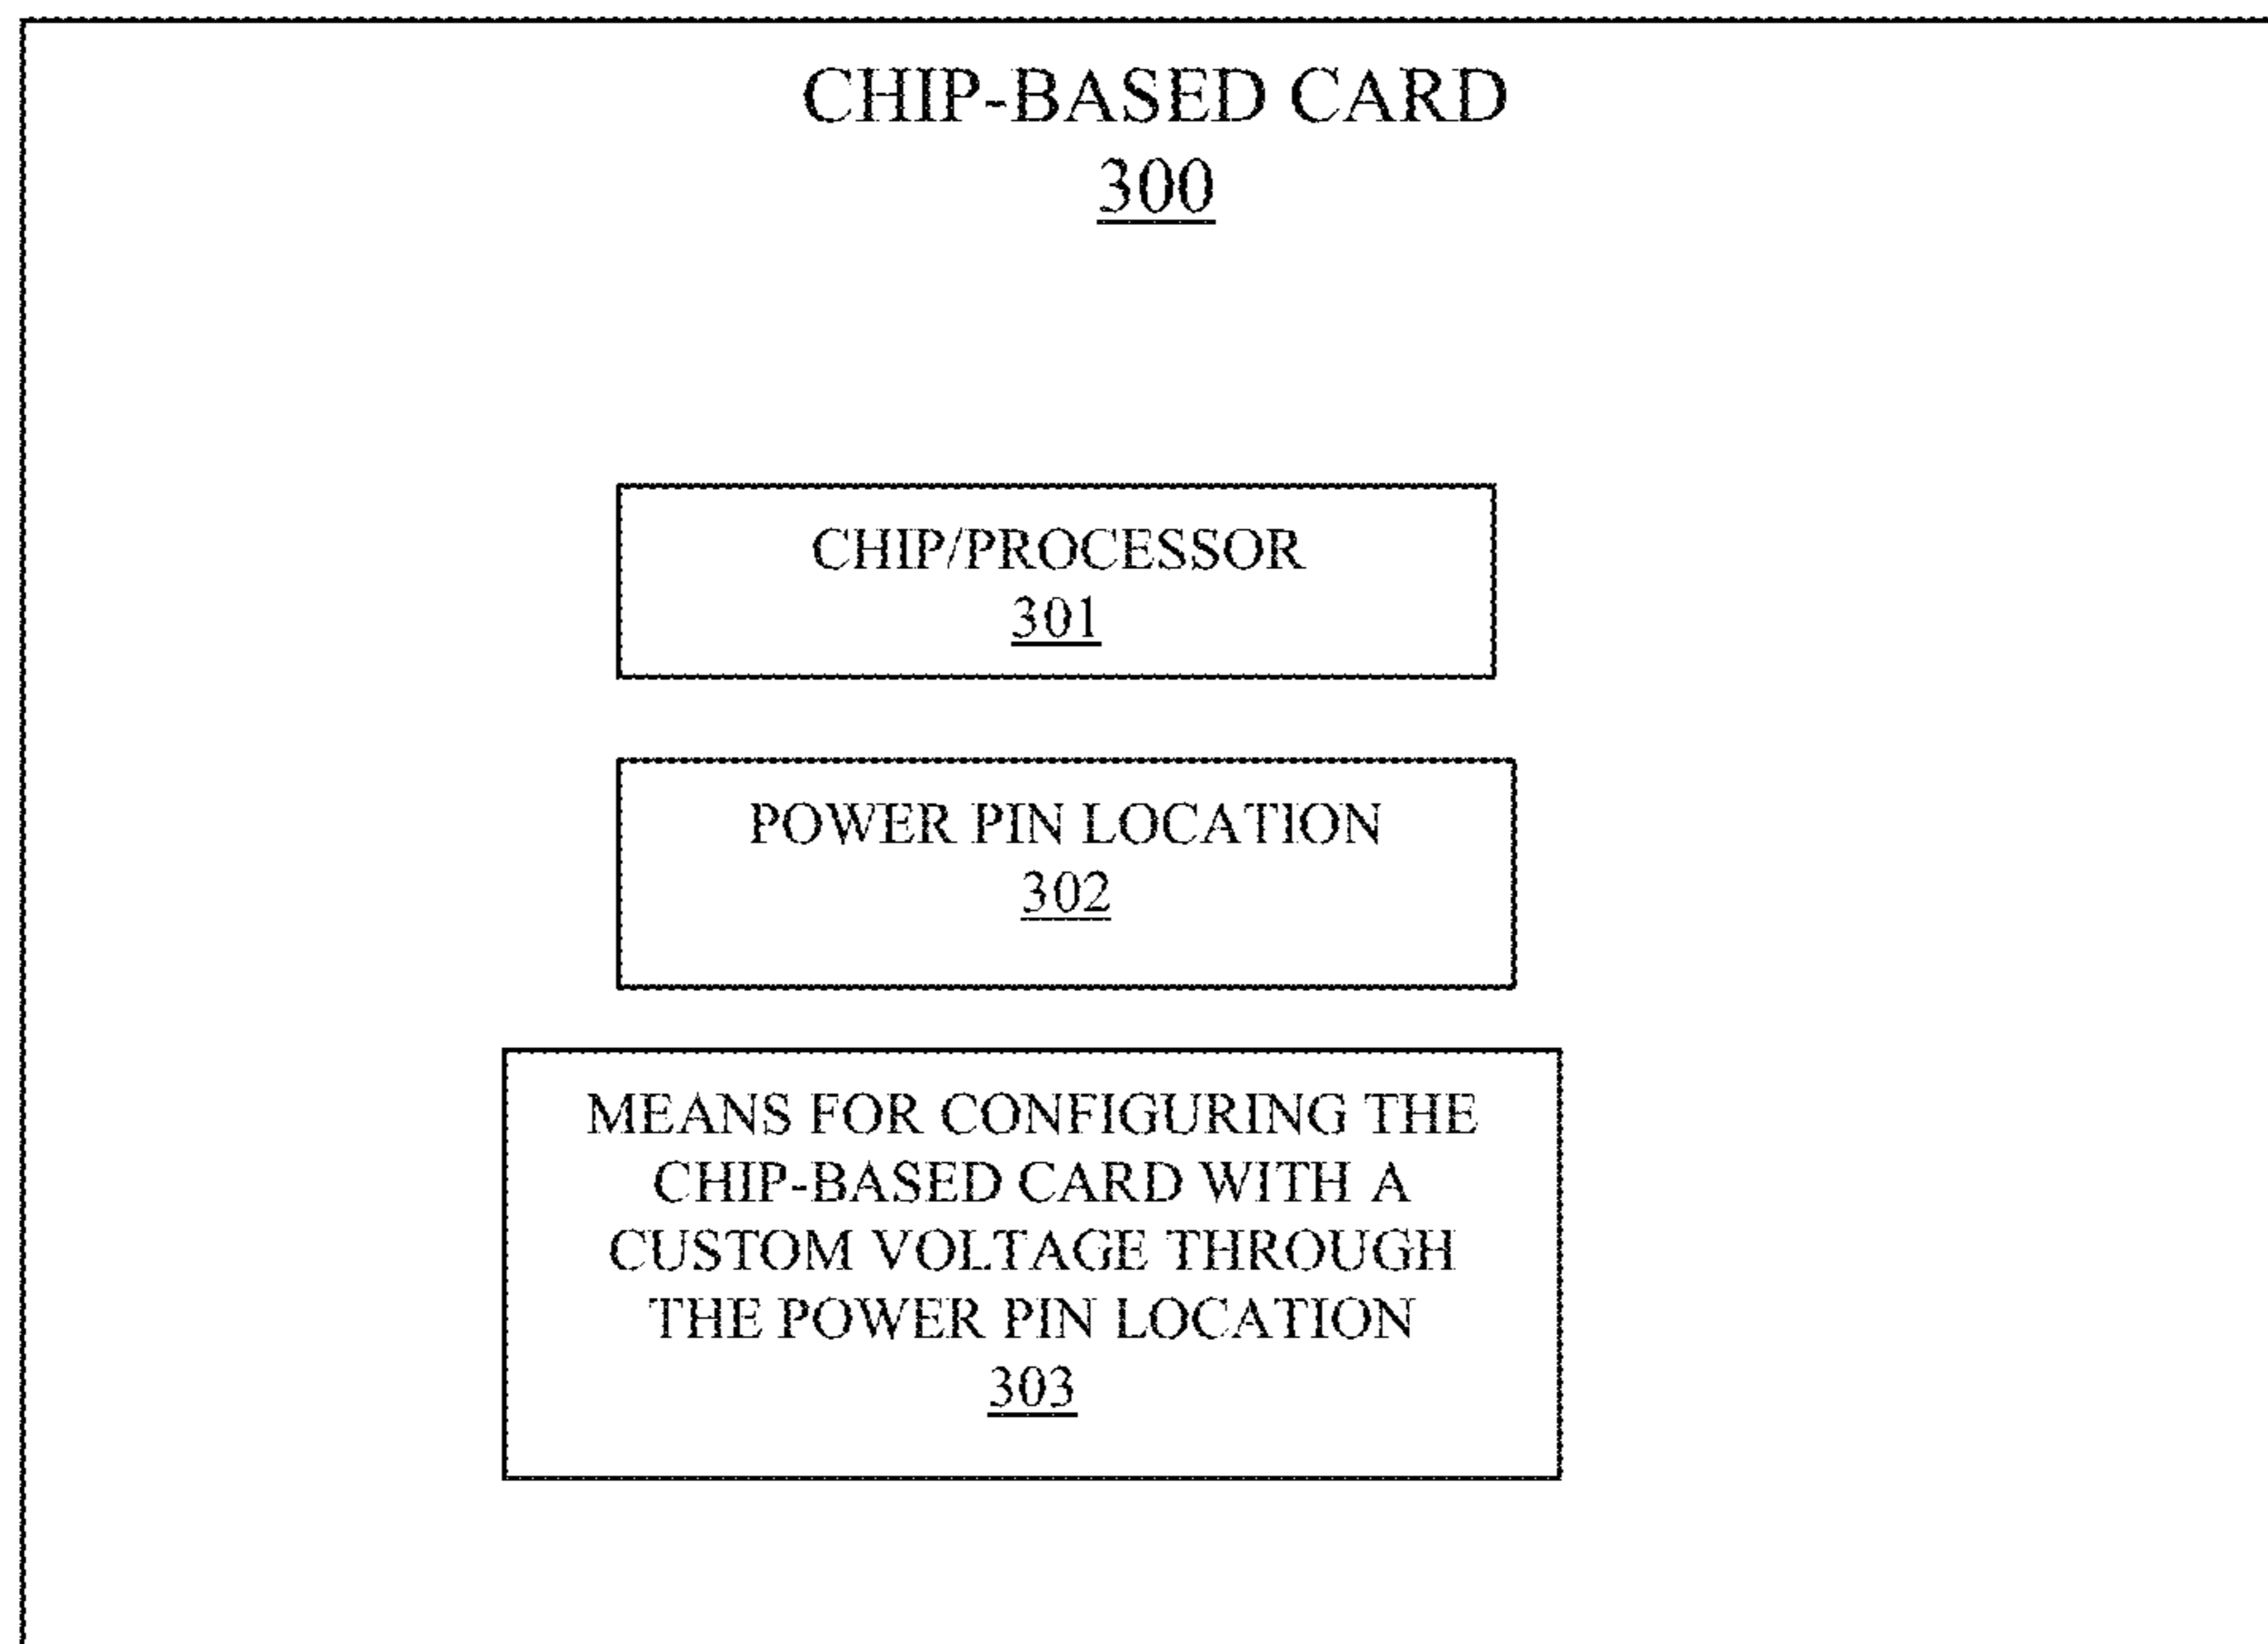 CHIP-BASED CARD
300
CHIP/PROCESSOR
301
POWER PIN LOCATION
302
MEANS FOR CONFIGURING THE
CHIP-BASED CARD WITH A
CUSTOM VOLTAGE THROUGH
THE POWER PIN LOCATION
303